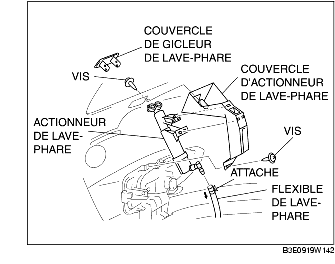 COUVERCLE
DE GICLEUR
DE LAVE-PHARE
VIS
COUVERCLE
D'ACTIONNEUR
DE LAVE-PHARE
ACTIONNEUR
DE LAVE-
PHARE
VIS
ATTACHE
FLEXIBLE
DE LAVE-
PHARE
B3E0919W142